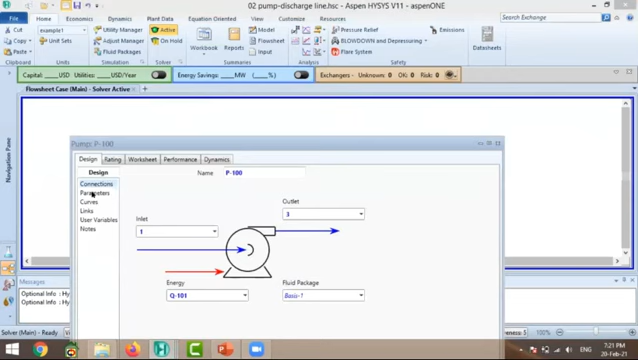 02 pump-discharge line.hsc - Aspen HYSYS V11 - aspenONE
File Home Economics Dynamics Plant Data Equation Oriented View Customize Resources
Search Exchange
Cut example1 Utility Manager Active Model Flowsheet Pressure Relief Emissions
Copy Unit Sets Adjust Manager On Hold Workbook Reports Flowsheet BLOWDOWN and Depressuring Datasheets
Paste Fluid Packages Input Flare System
Clipboard Units Simulation Solver Summaries Analysis Safety
Capital: USD Utilities: USD/Year Energy Savings: MW ( %) Exchangers - Unknown: 0 OK: 0 Risk: 0
Flowsheet Case (Main) - Solver Active
Navigation Pane
Pump: P-100
Design Rating Worksheet Performance Dynamics
Design Name P-100
Connections
Parameters
Curves
Links
User Variables
Notes
Outlet
3
Inlet
1
Energy Fluid Package
Q-101 Basis-1
Messages
Optional Info : Hy
Optional Info : Hy
Solver (Main) - Ready
100%
ENG 7:21 PM
20-Feb-21